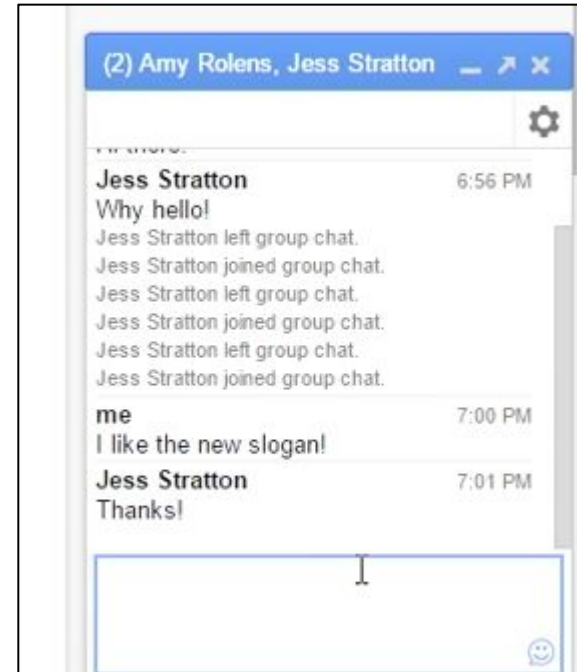 (2) Amy Rolens, Jess Stratton
Jess Stratton 6:56 PM
Why hello!
Jess Stratton left group chat.
Jess Stratton joined group chat.
Jess Stratton left group chat.
Jess Stratton joined group chat.
Jess Stratton left group chat.
Jess Stratton joined group chat.
me 7:00 PM
I like the new slogan!
Jess Stratton 7:01 PM
Thanks!